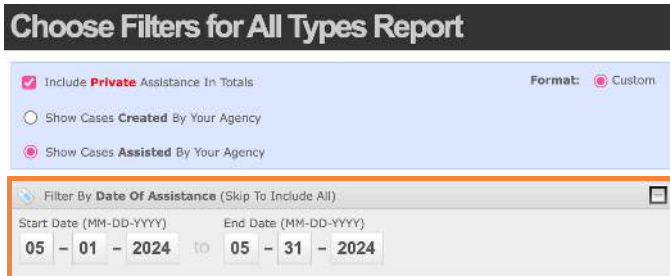 Choose Filters for All Types Report
Include Private Assistance In Totals Format: Custom
Show Cases Created By Your Agency
Show Cases Assisted By Your Agency
Filter By Date Of Assistance (Skip To Include All)
Start Date (MM-DD-YYYY) End Date (MM-DD-YYYY)
05 – 01 – 2024 to 05 – 31 – 2024